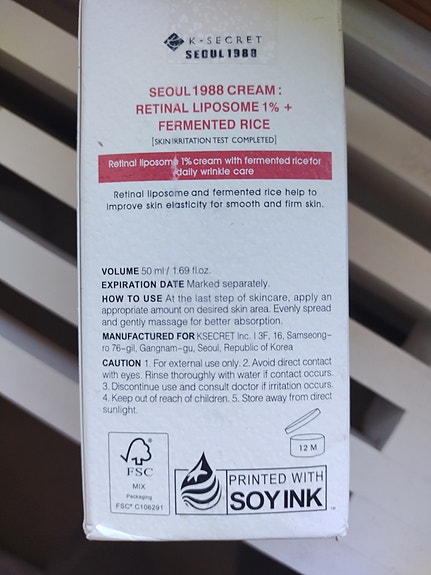 K-SECRET
SEOUL1988
SEOUL1988 CREAM :
RETINAL LIPOSOME 1% +
FERMENTED RICE
[SKIN IRRITATION TEST COMPLETED]
Retinal liposome 1% cream with fermented rice for
daily wrinkle care
Retinal liposome and fermented rice help to
improve skin elasticity for smooth and firm skin.
VOLUME 50 ml / 1.69 fl.oz.
EXPIRATION DATE Marked separately.
HOW TO USE At the last step of skincare, apply an
appropriate amount on desired skin area. Evenly spread
and gently massage for better absorption.
MANUFACTURED FOR KSECRET Inc. | 3F, 16, Samseong-
ro 76-gil, Gangnam-gu, Seoul, Republic of Korea
CAUTION 1. For external use only. 2. Avoid direct contact
with eyes. Rinse thoroughly with water if contact occurs.
3. Discontinue use and consult doctor if irritation occurs.
4. Keep out of reach of children. 5. Store away from direct
sunlight.
12 M
FSC
MIX
Packaging
FSC® C106291
PRINTED WITH
SOY INK